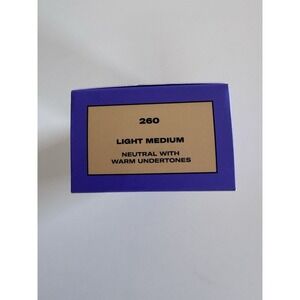 260
LIGHT MEDIUM
NEUTRAL WITH
WARM UNDERTONES